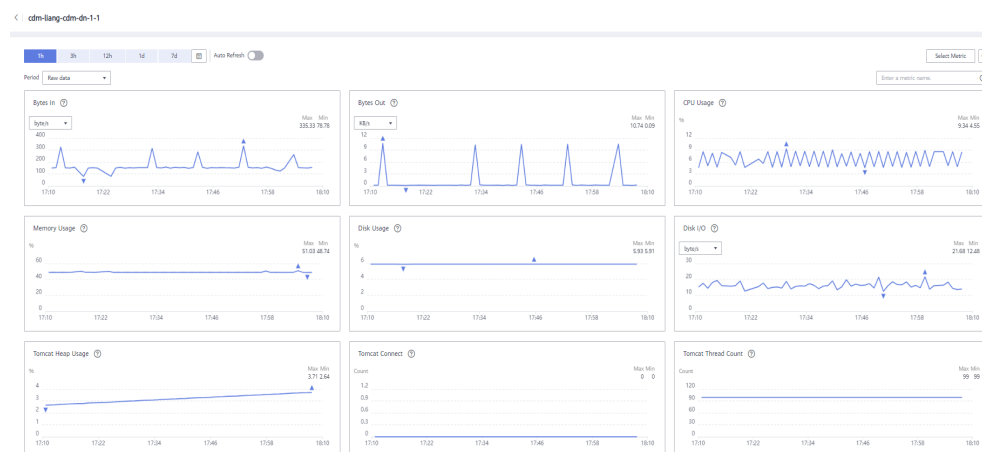 cdm-liang-cdm-dn-1-1
1h 3h 12h 1d 7d Auto Refresh
Select Metric
Period Raw data
Enter a metric name.
Bytes In
byte/s
Max Min
335.33 78.78
400
300
200
100
0
17:10 17:22 17:34 17:46 17:58 18:10
Bytes Out
KB/s
Max Min
10.74 0.09
12
9
6
3
0
17:10 17:22 17:34 17:46 17:58 18:10
CPU Usage
%
Max Min
9.34 4.55
12
9
6
3
0
17:10 17:22 17:34 17:46 17:58 18:10
Memory Usage
%
Max Min
51.03 48.74
60
40
20
0
17:10 17:22 17:34 17:46 17:58 18:10
Disk Usage
%
Max Min
5.93 5.91
6
4
2
0
17:10 17:22 17:34 17:46 17:58 18:10
Disk I/O
byte/s
Max Min
21.68 12.48
30
20
10
0
17:10 17:22 17:34 17:46 17:58 18:10
Tomcat Heap Usage
%
Max Min
3.71 2.64
4
3
2
1
0
17:10 17:22 17:34 17:46 17:58 18:10
Tomcat Connect
Count
Max Min
0 0
1.2
0.9
0.6
0.3
0
17:10 17:22 17:34 17:46 17:58 18:10
Tomcat Thread Count
Count
Max Min
99 99
120
90
60
30
0
17:10 17:22 17:34 17:46 17:58 18:10